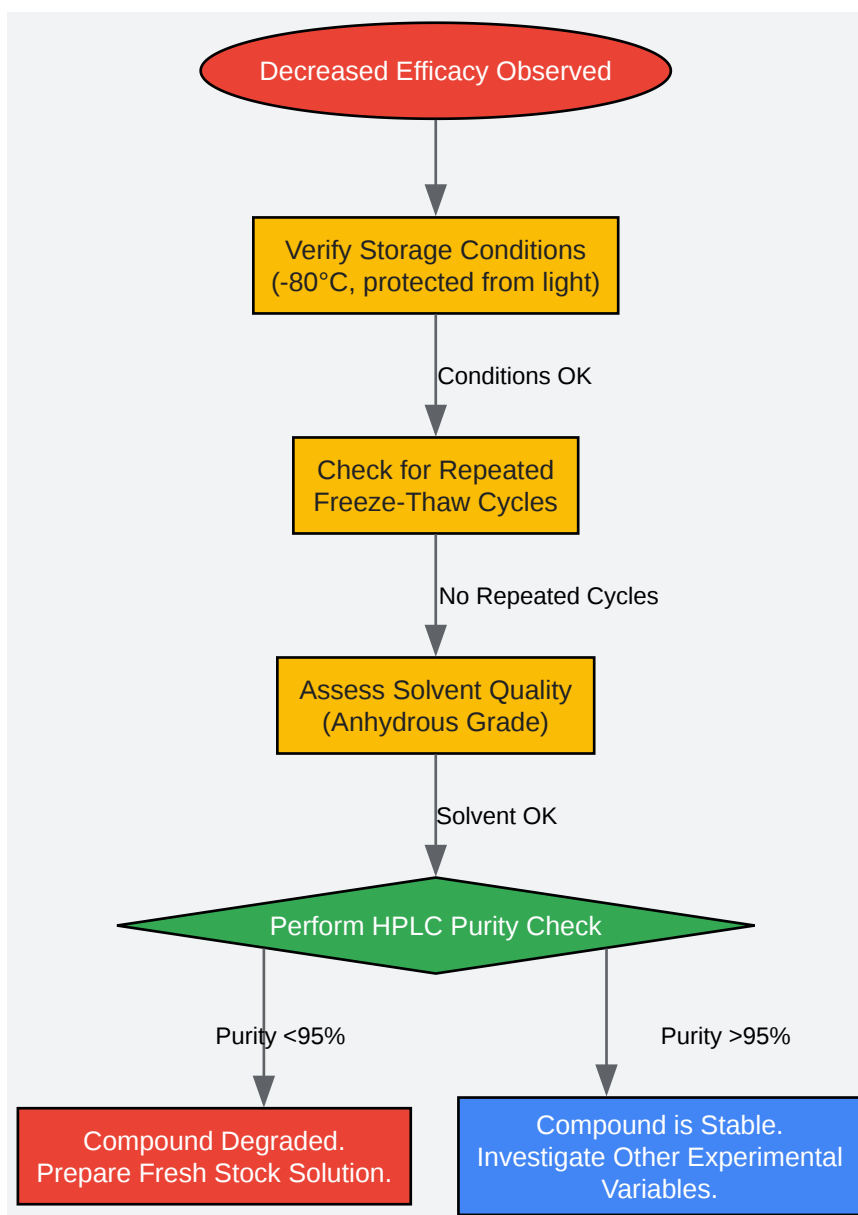 Decreased Efficacy Observed
Verify Storage Conditions
(-80°C, protected from light)
Conditions OK
Check for Repeated
Freeze-Thaw Cycles
No Repeated Cycles
Assess Solvent Quality
(Anhydrous Grade)
Solvent OK
Perform HPLC Purity Check
Purity <95%
Purity >95%
Compound Degraded.
Prepare Fresh Stock Solution.
Compound is Stable.
Investigate Other Experimental
Variables.